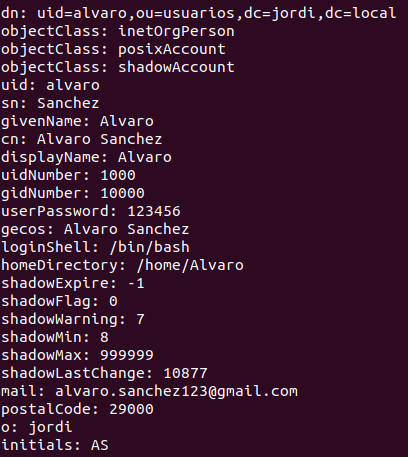 dn: uid=alvaro,ou=usuarios,dc=jordi,dc=local
objectClass: inetOrgPerson
objectClass: posixAccount
objectClass: shadowAccount
uid: alvaro
sn: Sanchez
givenName: Alvaro
cn: Alvaro Sanchez
displayName: Alvaro
uidNumber: 1000
gidNumber: 10000
userPassword: 123456
gecos: Alvaro Sanchez
loginShell: /bin/bash
homeDirectory: /home/Alvaro
shadowExpire: -1
shadowFlag: 0
shadowWarning: 7
shadowMin: 8
shadowMax: 999999
shadowLastChange: 10877
mail: alvaro.sanchez123@gmail.com
postalCode: 29000
o: jordi
initials: AS